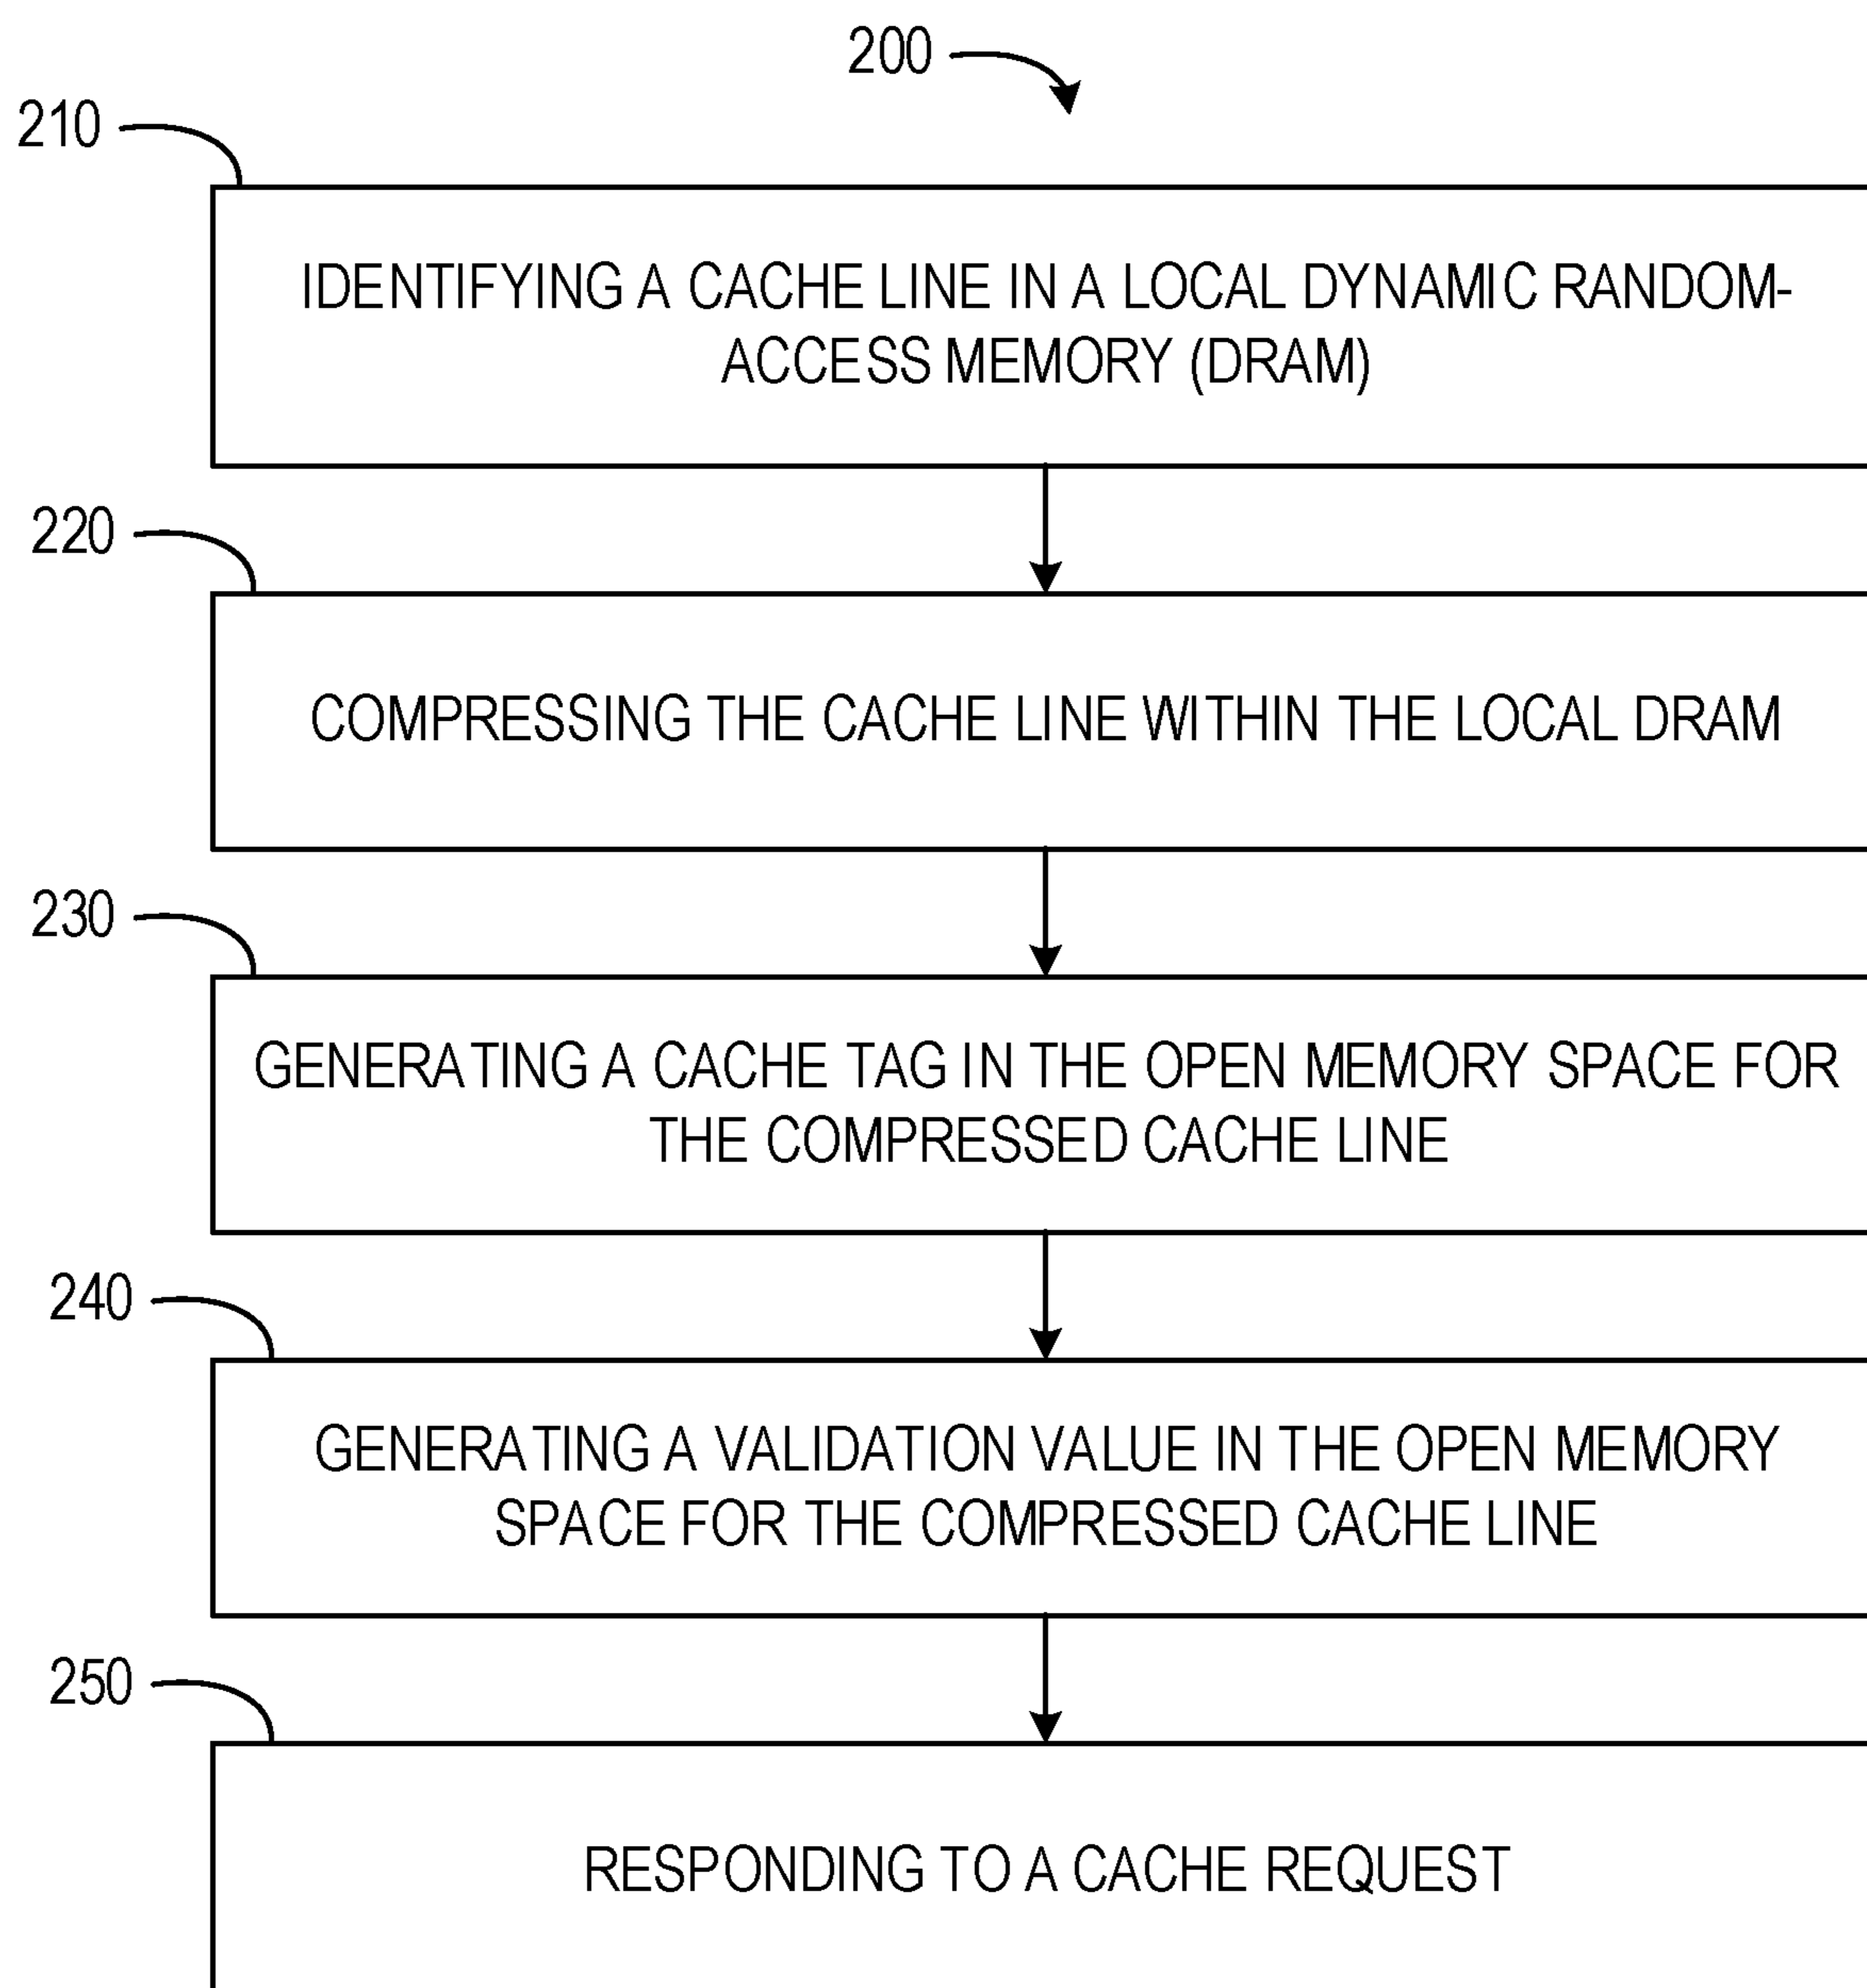 200
210
IDENTIFYING A CACHE LINE IN A LOCAL DYNAMIC RANDOM-
ACCESS MEMORY (DRAM)
220
COMPRESSING THE CACHE LINE WITHIN THE LOCAL DRAM
230
GENERATING A CACHE TAG IN THE OPEN MEMORY SPACE FOR
THE COMPRESSED CACHE LINE
240
GENERATING A VALIDATION VALUE IN THE OPEN MEMORY
SPACE FOR THE COMPRESSED CACHE LINE
250
RESPONDING TO A CACHE REQUEST